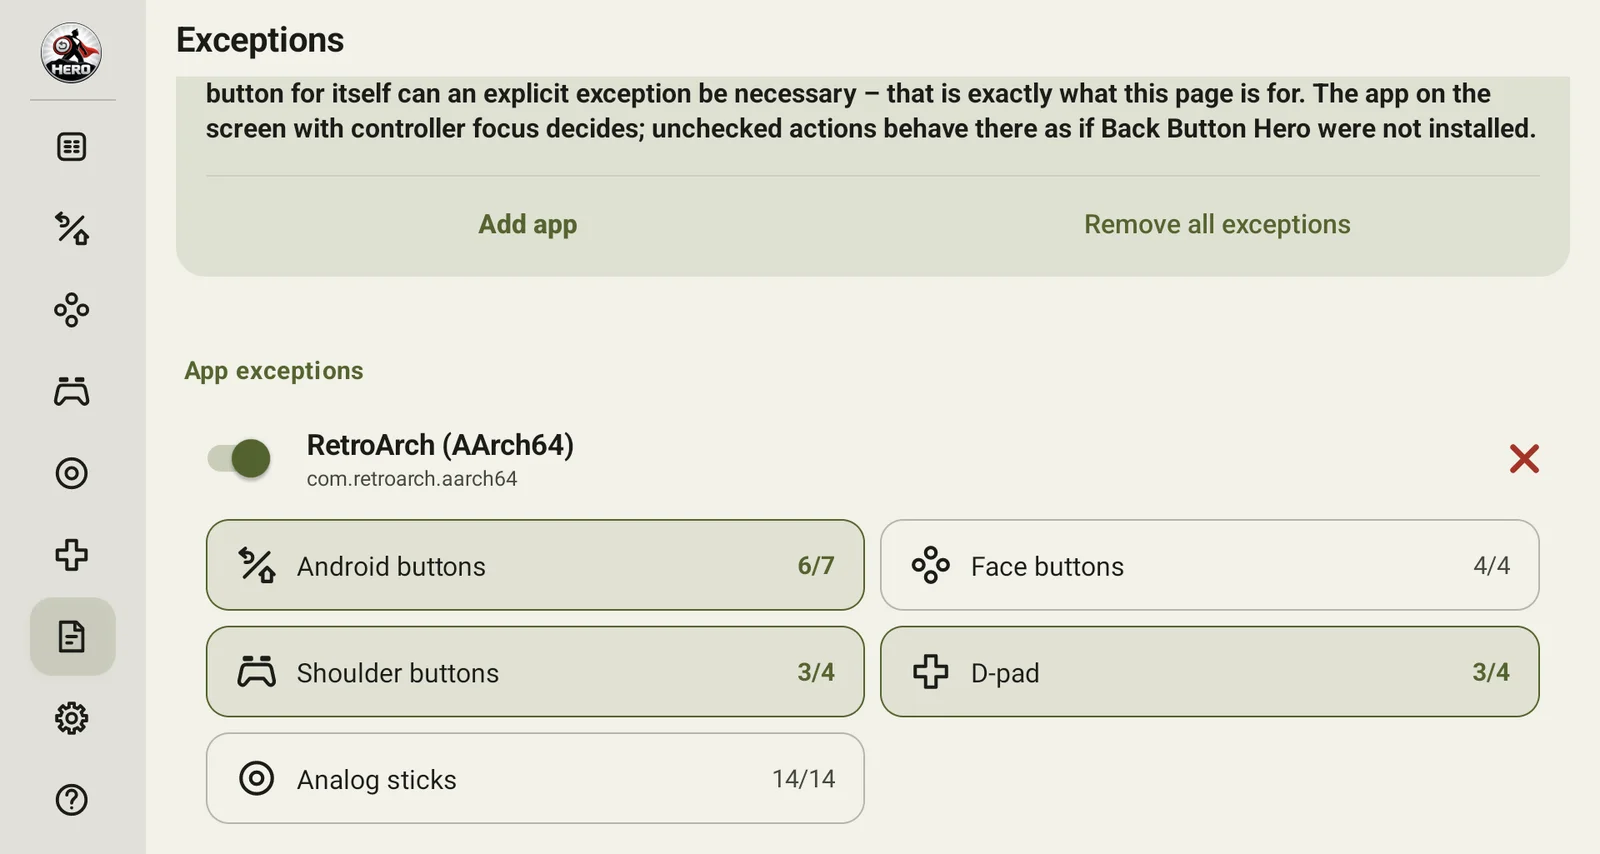 HERO
Exceptions
button for itself can an explicit exception be necessary – that is exactly what this page is for. The app on the
screen with controller focus decides; unchecked actions behave there as if Back Button Hero were not installed.
Add app
Remove all exceptions
App exceptions
RetroArch (AArch64)
com.retroarch.aarch64
Android buttons
6/7
Face buttons
4/4
Shoulder buttons
3/4
D-pad
3/4
Analog sticks
14/14